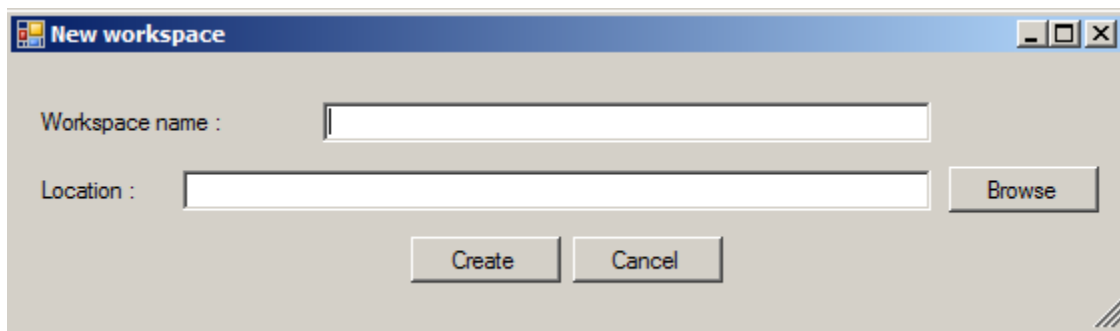 New workspace
Workspace name :
Location :
Browse
Create
Cancel